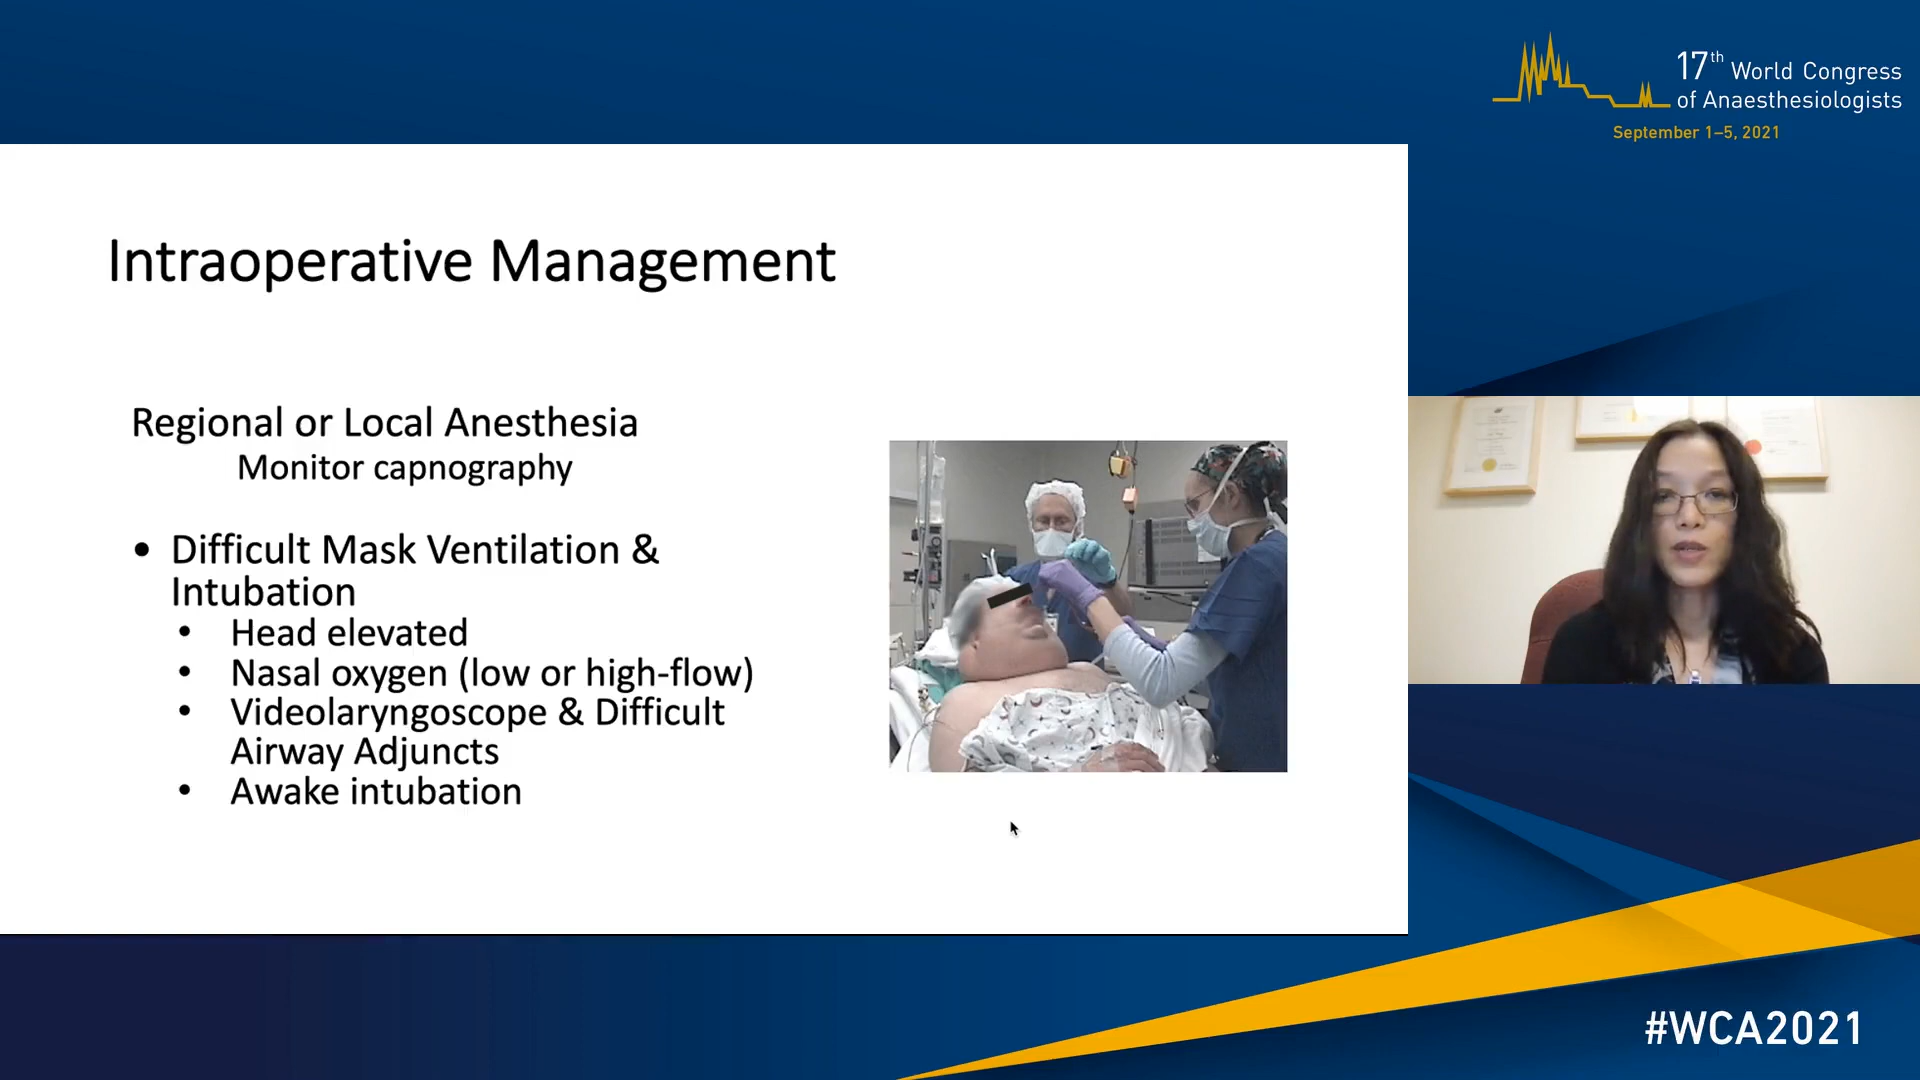 17th World Congress
of Anaesthesiologists
September 1–5, 2021
Intraoperative Management
Regional or Local Anesthesia
Monitor capnography
• Difficult Mask Ventilation &
Intubation
• Head elevated
• Nasal oxygen (low or high-flow)
• Videolaryngoscope & Difficult
Airway Adjuncts
• Awake intubation
#WCA2021